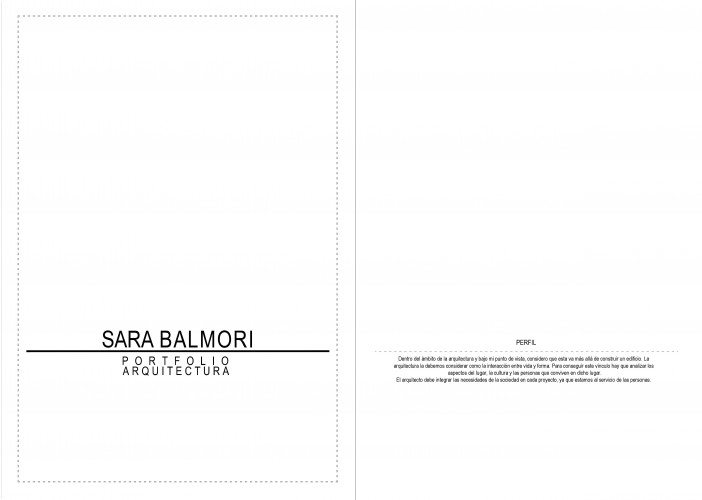 SARA BALMORI
PORTFOLIO
ARQUITECTURA
PERFIL
Dentro del ámbito de la arquitectura y bajo mi punto de vista, considero que esta va más allá de construir un edificio. La
arquitectura la debemos considerar como la interacción entre vida y forma. Para conseguir este vínculo hay que analizar los
aspectos del lugar, la cultura y las personas que conviven en dicho lugar.
El arquitecto debe integrar las necesidades de la sociedad en cada proyecto, ya que estamos al servicio de las personas.